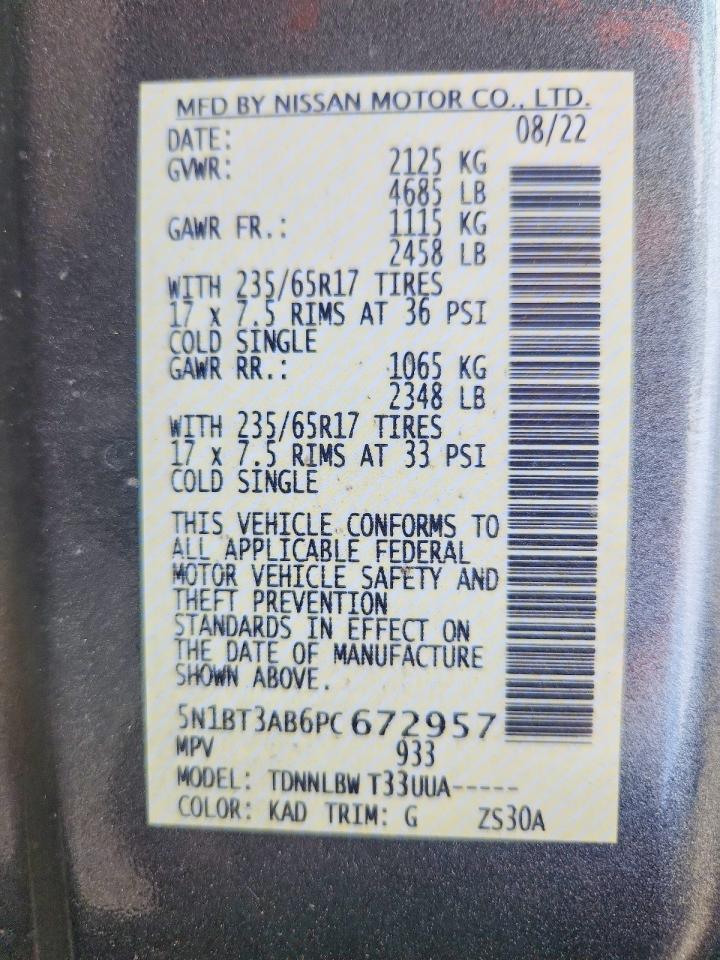 MFD BY NISSAN MOTOR CO., LTD.
DATE: 08/22
GVWR: 2125 KG
4685 LB
GAWR FR.: 1115 KG
2458 LB
WITH 235/65R17 TIRES
17 x 7.5 RIMS AT 36 PSI
COLD SINGLE
GAWR RR.: 1065 KG
2348 LB
WITH 235/65R17 TIRES
17 x 7.5 RIMS AT 33 PSI
COLD SINGLE
THIS VEHICLE CONFORMS TO
ALL APPLICABLE FEDERAL
MOTOR VEHICLE SAFETY AND
THEFT PREVENTION
STANDARDS IN EFFECT ON
THE DATE OF MANUFACTURE
SHOWN ABOVE.
5N1BT3AB6PC672957
MPV 933
MODEL: TDNNLBW T33UUA-----
COLOR: KAD TRIM: G ZS30A